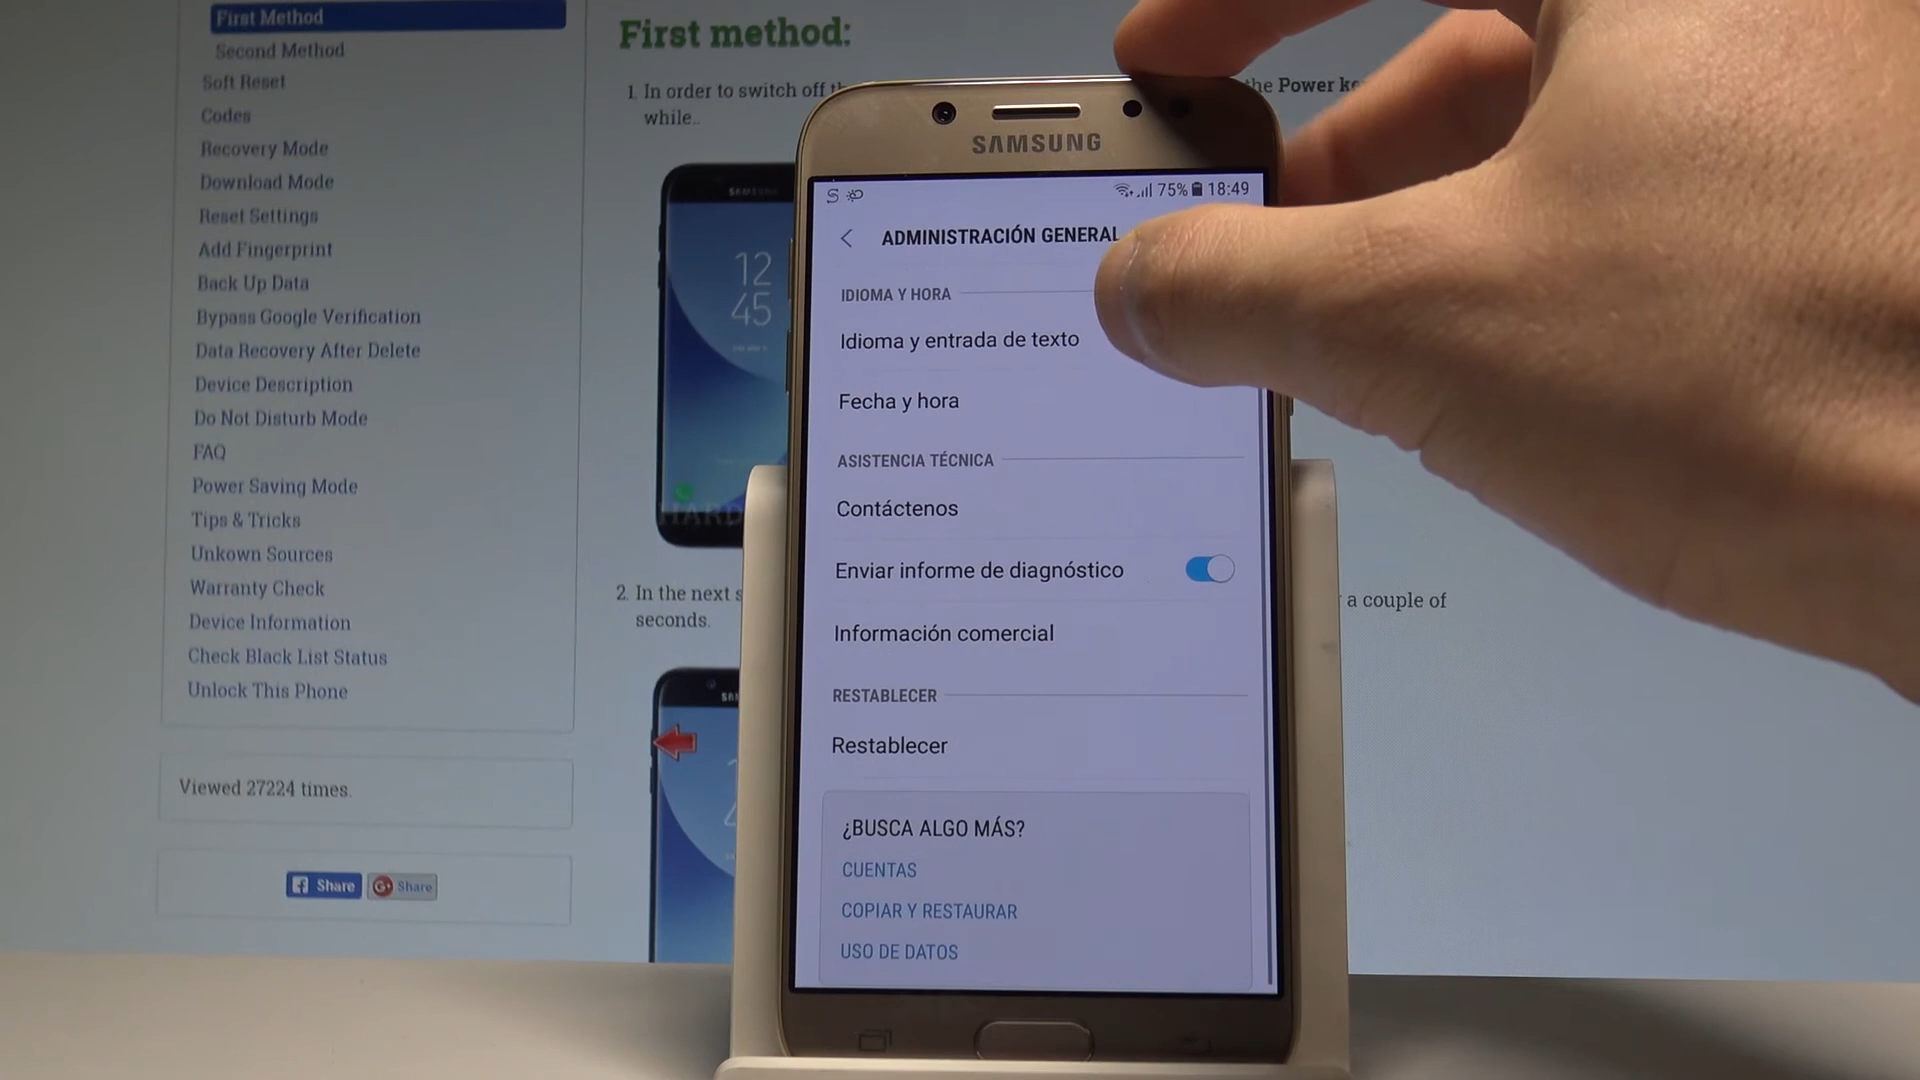 First Method
Second Method
Soft Reset
Codes
Recovery Mode
Download Mode
Reset Settings
Add Fingerprint
Back Up Data
Bypass Google Verification
Data Recovery After Delete
Device Description
Do Not Disturb Mode
FAQ
Power Saving Mode
Tips & Tricks
Unkown Sources
Warranty Check
Device Information
Check Black List Status
Unlock This Phone
Viewed 27224 times.
Share
Share
First method:
1. In order to switch off the Power
while..
12
45
HARD
2. In the next a couple of
seconds.
SAMSUNG
75% 18:49
ADMINISTRACIÓN GENERAL
IDIOMA Y HORA
Idioma y entrada de texto
Fecha y hora
ASISTENCIA TÉCNICA
Contáctenos
Enviar informe de diagnóstico
Información comercial
RESTABLECER
Restablecer
¿BUSCA ALGO MÁS?
CUENTAS
COPIAR Y RESTAURAR
USO DE DATOS